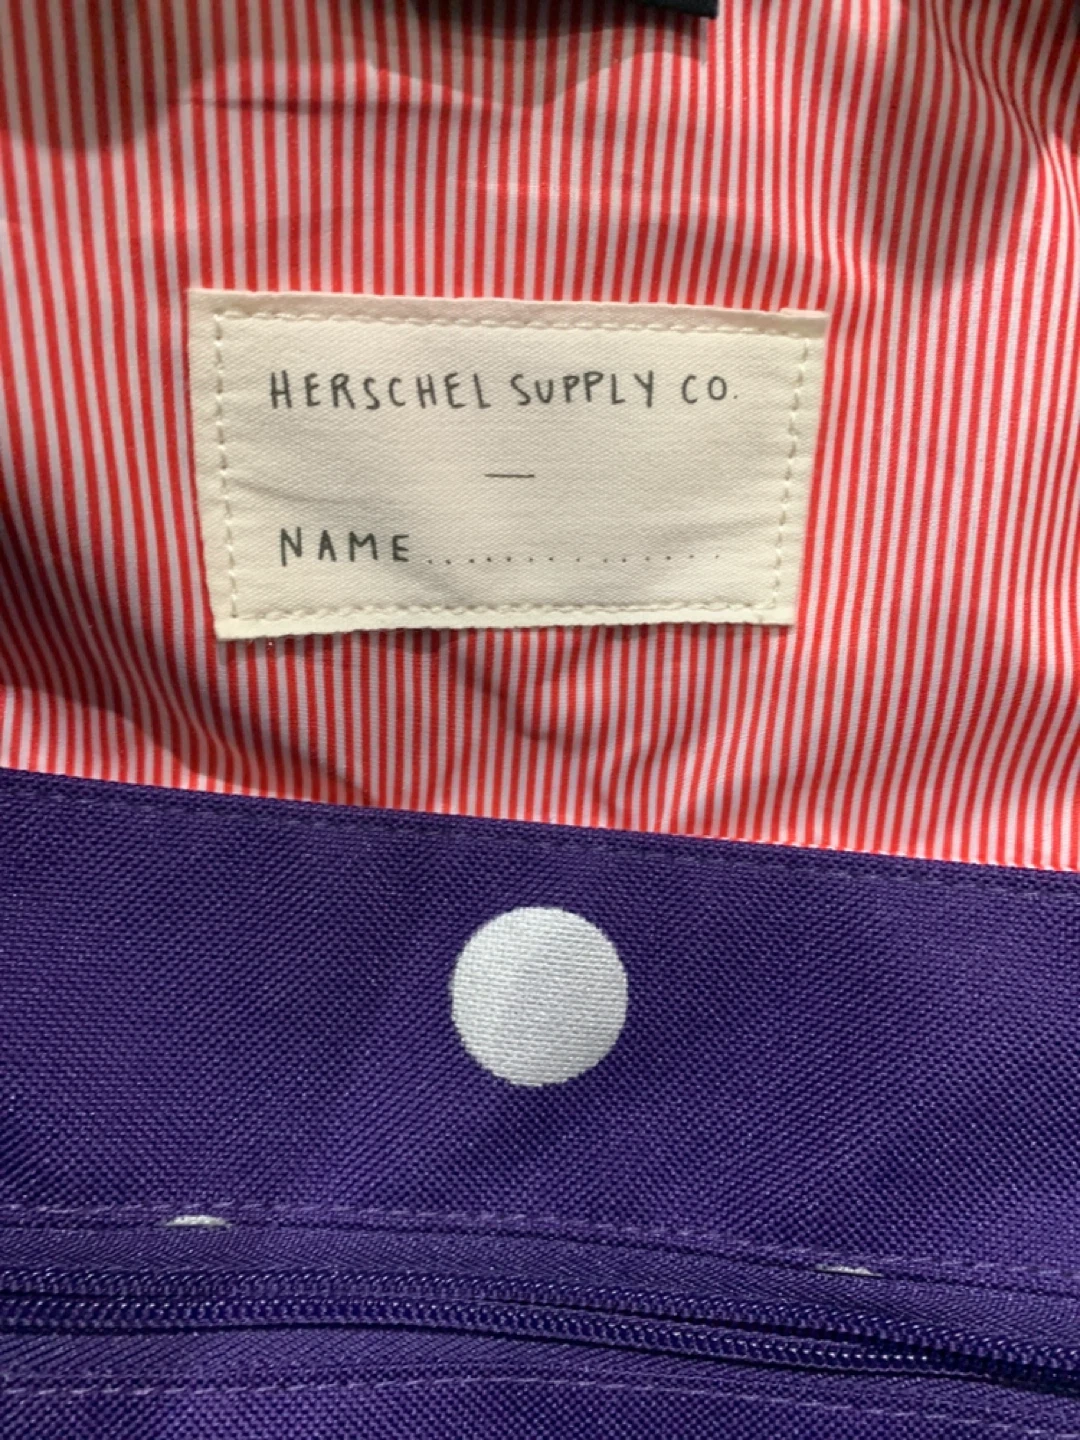 HERSCHEL SUPPLY CO.
—
NAME..............